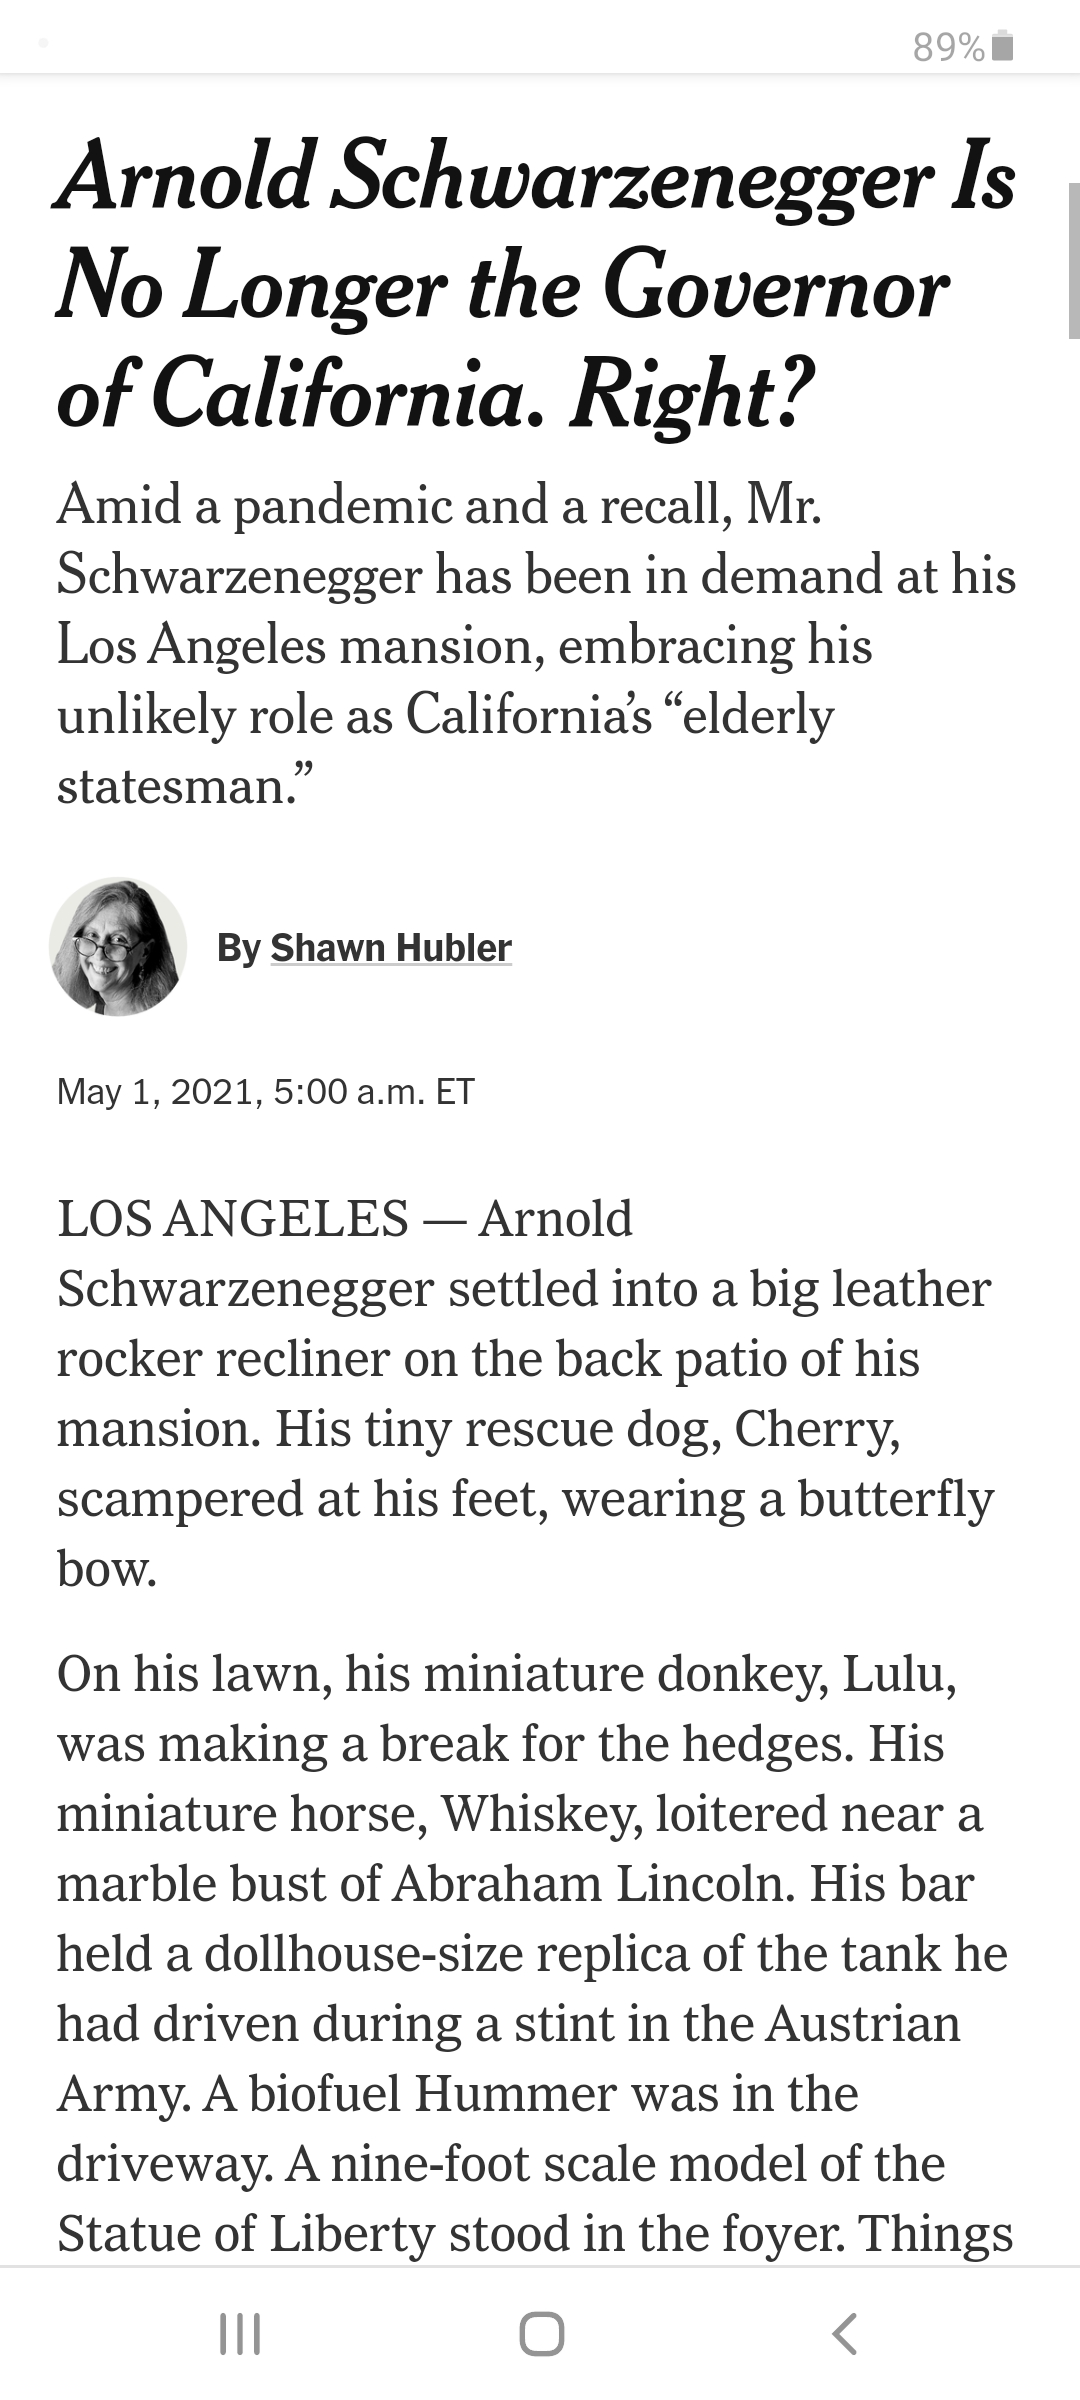 89%
Arnold Schwarzenegger Is
No Longer the Governor
of California. Right?
Amid a pandemic and a recall, Mr.
Schwarzenegger has been in demand at his
Los Angeles mansion, embracing his
unlikely role as California’s “elderly
statesman.”
By Shawn Hubler
May 1, 2021, 5:00 a.m. ET
LOS ANGELES — Arnold
Schwarzenegger settled into a big leather
rocker recliner on the back patio of his
mansion. His tiny rescue dog, Cherry,
scampered at his feet, wearing a butterfly
bow.
On his lawn, his miniature donkey, Lulu,
was making a break for the hedges. His
miniature horse, Whiskey, loitered near a
marble bust of Abraham Lincoln. His bar
held a dollhouse-size replica of the tank he
had driven during a stint in the Austrian
Army. A biofuel Hummer was in the
driveway. A nine-foot scale model of the
Statue of Liberty stood in the foyer. Things